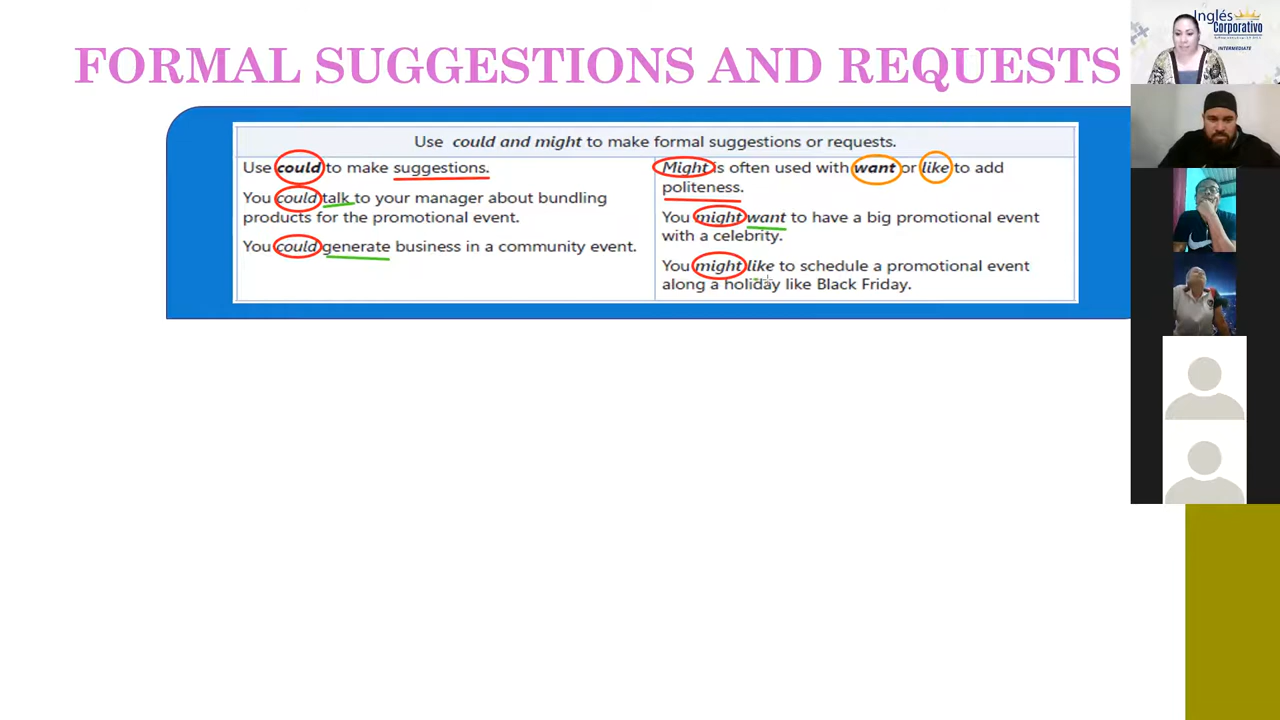 FORMAL SUGGESTIONS AND REQUESTS
Use could and might to make formal suggestions or requests.
Use could to make suggestions.
You could talk to your manager about bundling
products for the promotional event.
You could generate business in a community event.
Might is often used with want or like to add
politeness.
You might want to have a big promotional event
with a celebrity.
You might like to schedule a promotional event
along a holiday like Black Friday.
Inglés
Corporativo
INTERMEDIATE